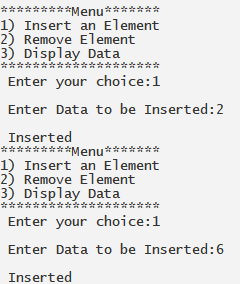 *********Menu*******
1) Insert an Element
2) Remove Element
3) Display Data
********************
Enter your choice:1
Enter Data to be Inserted:2
Inserted
*********Menu*******
1) Insert an Element
2) Remove Element
3) Display Data
********************
Enter your choice:1
Enter Data to be Inserted:6
Inserted